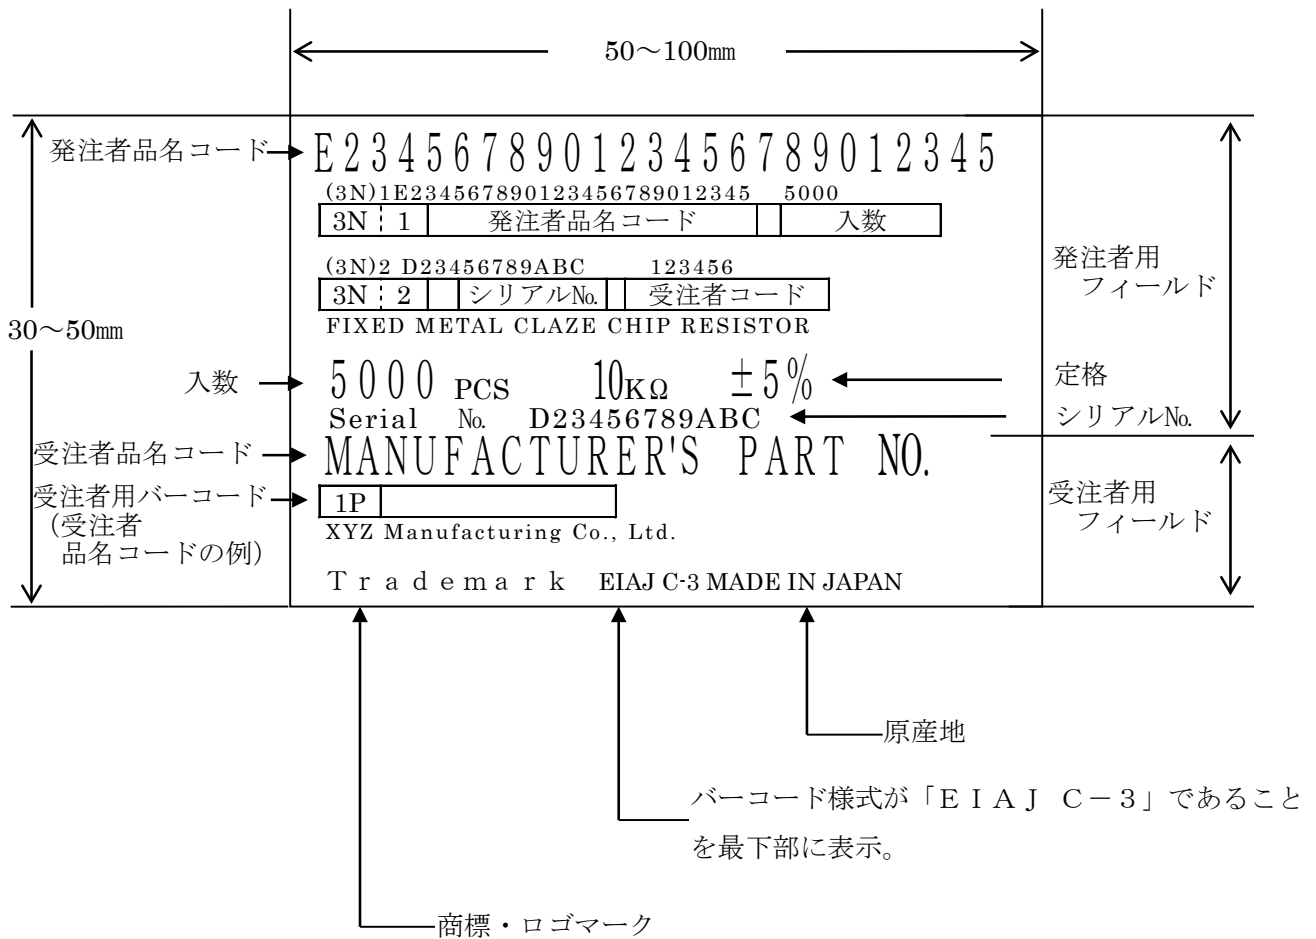 50～100㎜
発注者品名コード
E234567890123456789012345
(3N)1E234567890123456789012345 5000
3N 1 発注者品名コード 入数
(3N)2 D23456789ABC 123456
3N 2 シリアル№ 受注者コード
FIXED METAL CLAZE CHIP RESISTOR
発注者用
フィールド
30～50㎜
入数
5000 PCS 10KΩ ±5%
定格
Serial № D23456789ABC
シリアル№
受注者品名コード
MANUFACTURER'S PART NO.
受注者用バーコード
(受注者
品名コードの例)
1P
XYZ Manufacturing Co., Ltd.
受注者用
フィールド
Ｔｒａｄｅｍａｒｋ EIAJ C-3 MADE IN JAPAN
原産地
バーコード様式が「ＥＩＡＪ Ｃ－３」であること
を最下部に表示。
商標・ロゴマーク